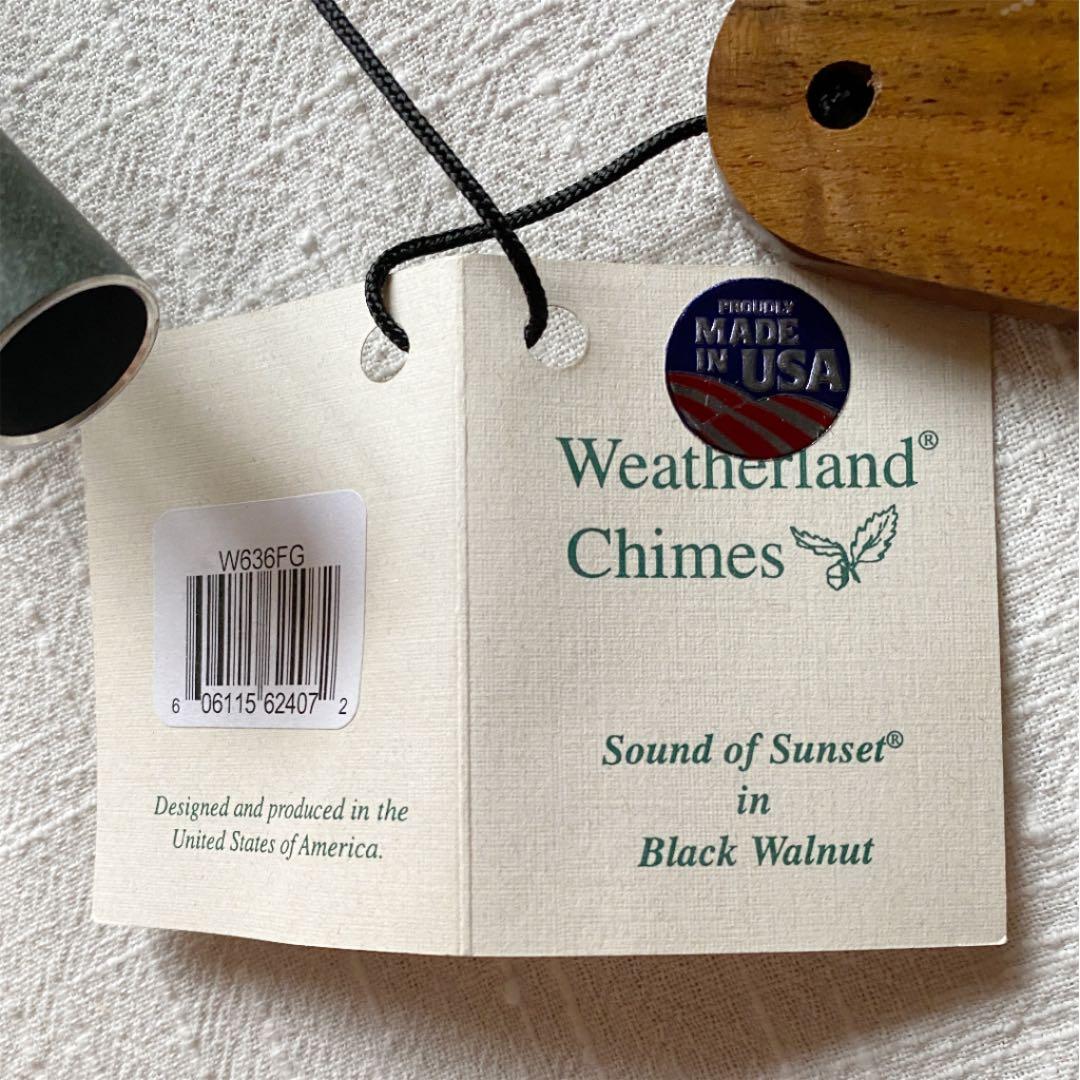 W636FG
6 06115 62407 2
Designed and produced in the
United States of America.
PROUDLY
MADE
IN USA
Weatherland®
Chimes
Sound of Sunset®
in
Black Walnut